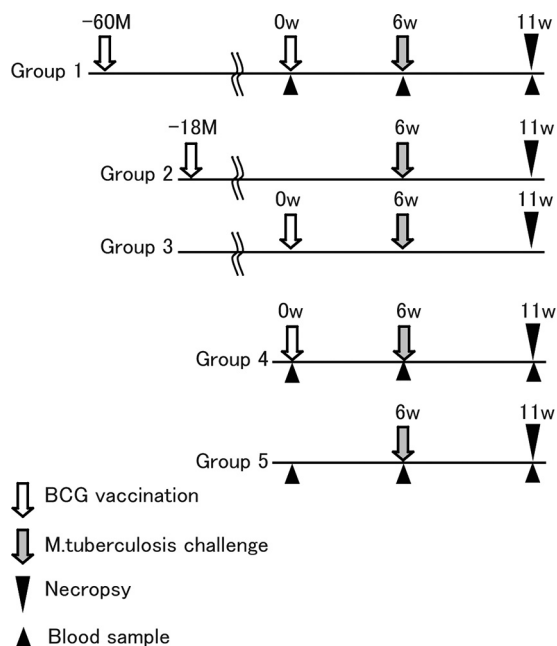 -60M 0w 6w 11w
Group 1
-18M 6w 11w
Group 2
0w 6w 11w
Group 3
0w 6w 11w
Group 4
6w 11w
Group 5
BCG vaccination
M.tuberculosis challenge
Necropsy
Blood sample